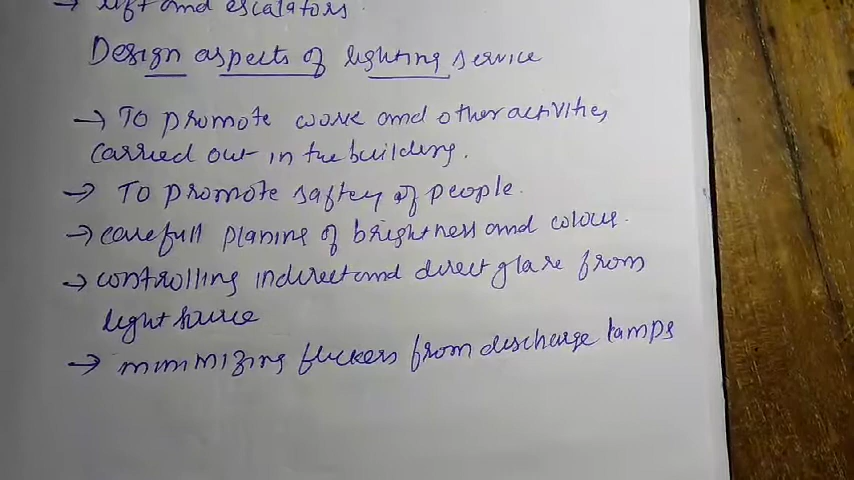 → lift and escalators
Design aspects of lighting service
→ To promote work and other activities
carried out in the building.
→ To promote saftey of people.
→ carefull planing of brightness and colour.
→ controlling indirect and direct glare from
light source
→ minimizing flickers from discharge lamps